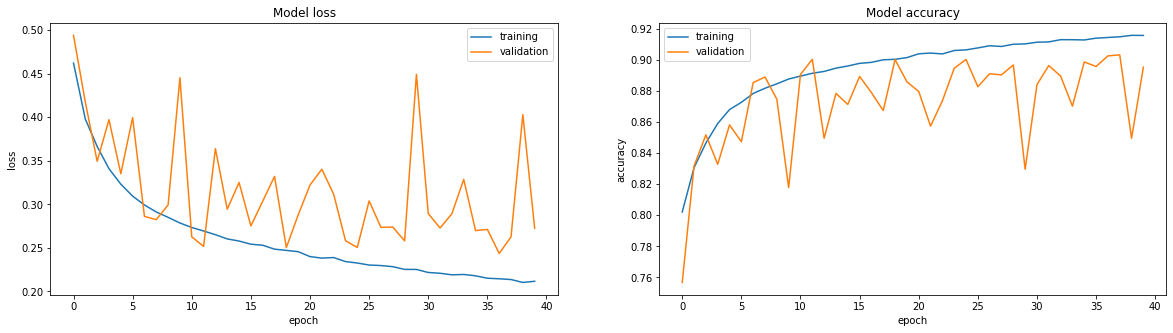 Model loss
training
validation
0.50
0.45
0.40
0.35
0.30
0.25
0.20
loss
0 5 10 15 20 25 30 35 40
epoch
Model accuracy
training
validation
0.92
0.90
0.88
0.86
0.84
0.82
0.80
0.78
0.76
accuracy
0 5 10 15 20 25 30 35 40
epoch